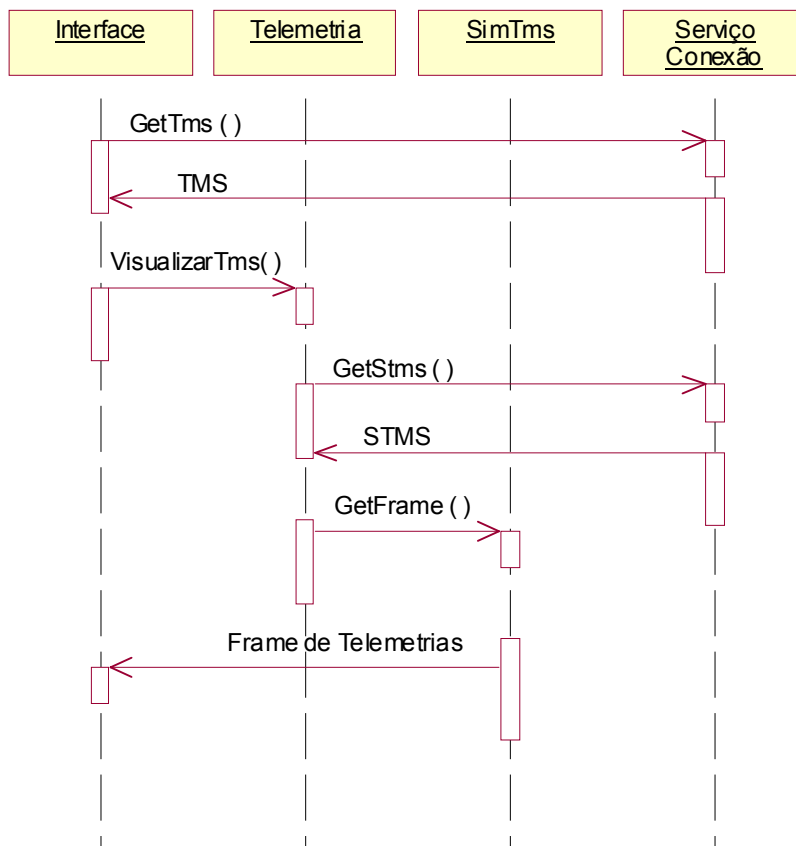 Interface
Telemetria
SimTms
Serviço
Conexão
GetTms ( )
TMS
VisualizarTms( )
GetStms ( )
STMS
GetFrame ( )
Frame de Telemetrias